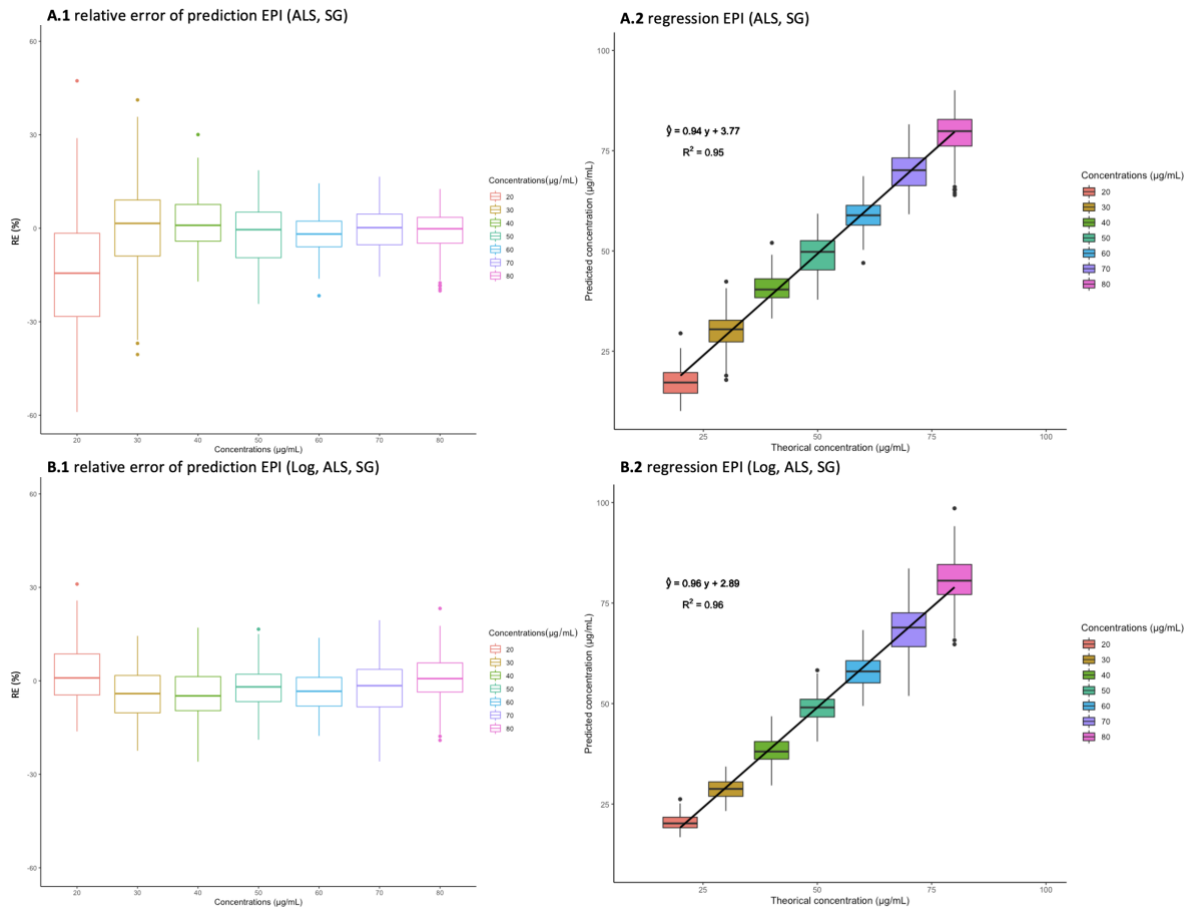 A.1 relative error of prediction EPI (ALS, SG)
60
30
0
-30
-60
RE (%)
20 30 40 50 60 70 80
Concentrations (µg/mL)
Concentrations(µg/mL)
20
30
40
50
60
70
80
A.2 regression EPI (ALS, SG)
100
75
50
25
Predicted concentration (µg/mL)
ŷ = 0.94 y + 3.77
R² = 0.95
25 50 75 100
Theorical concentration (µg/mL)
Concentrations (µg/mL)
20
30
40
50
60
70
80
B.1 relative error of prediction EPI (Log, ALS, SG)
60
30
0
-30
-60
RE (%)
20 30 40 50 60 70 80
Concentrations (µg/mL)
Concentrations(µg/mL)
20
30
40
50
60
70
80
B.2 regression EPI (Log, ALS, SG)
100
75
50
25
Predicted concentration (µg/mL)
ŷ = 0.96 y + 2.89
R² = 0.96
25 50 75 100
Theorical concentration (µg/mL)
Concentrations (µg/mL)
20
30
40
50
60
70
80